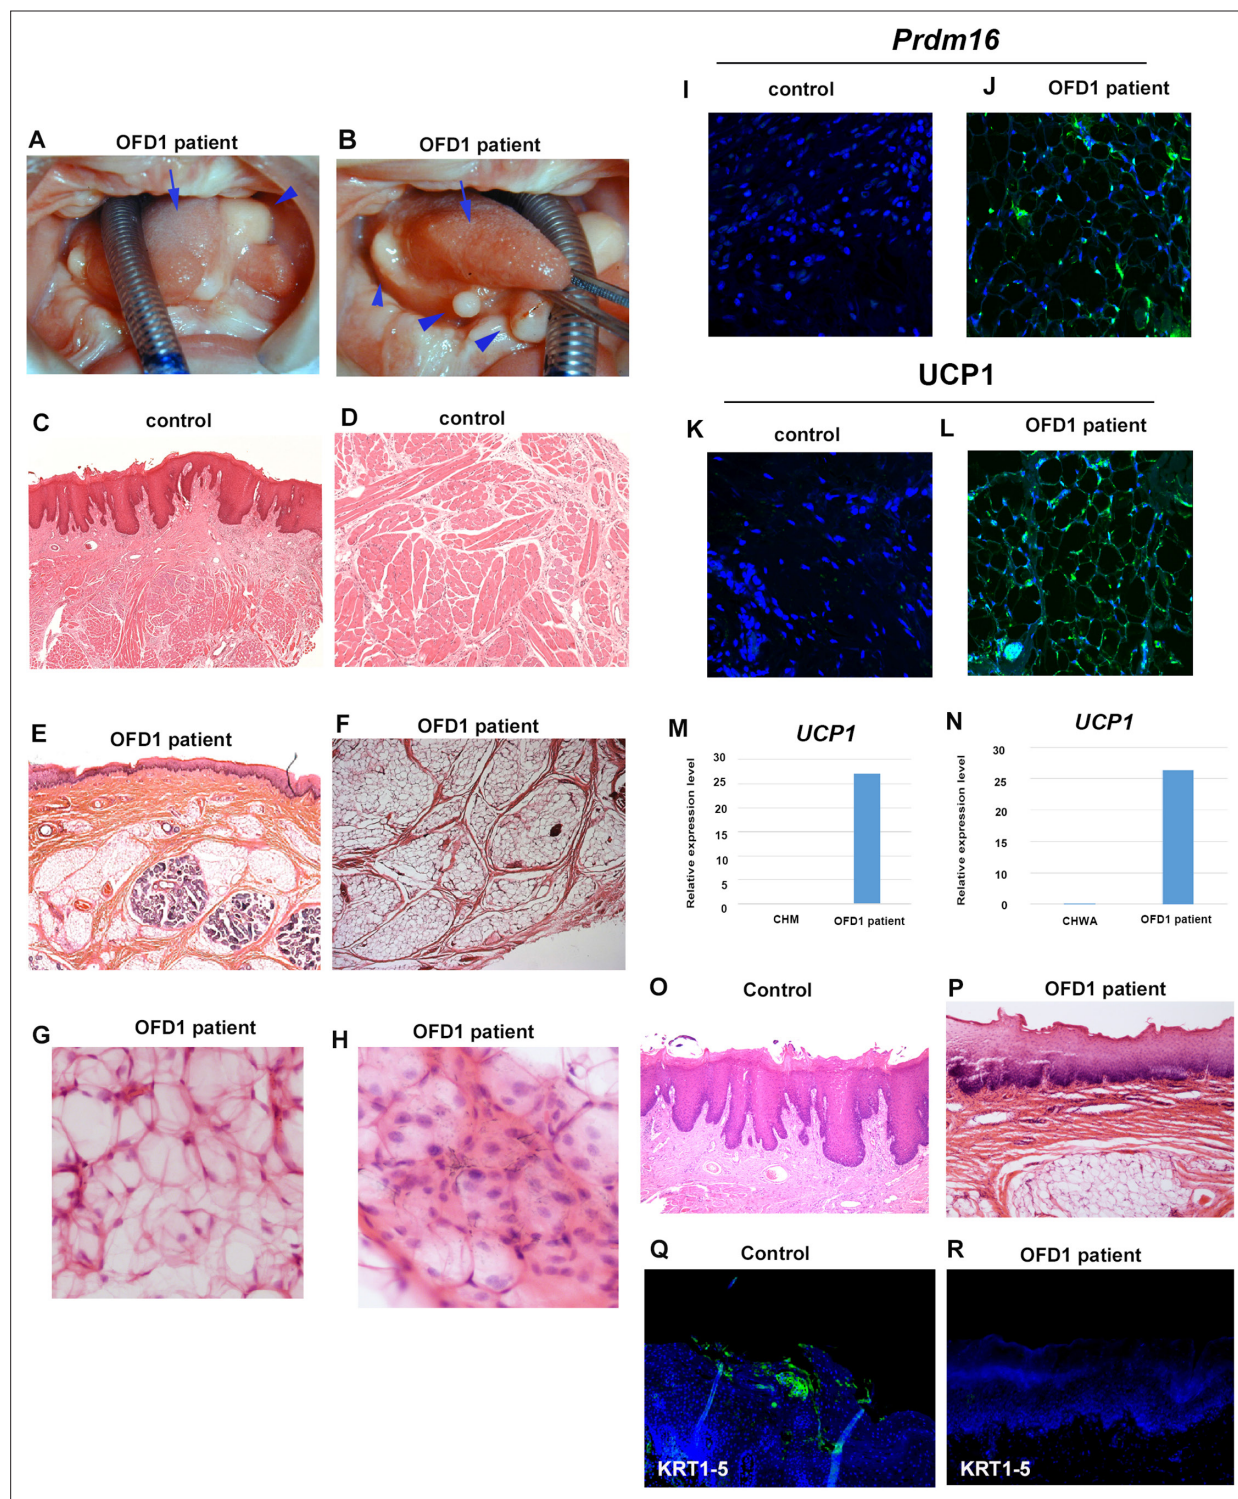 A
OFD1 patient
B
OFD1 patient
C
control
D
control
E
OFD1 patient
F
OFD1 patient
G
OFD1 patient
H
OFD1 patient
Prdm16
I
control
J
OFD1 patient
UCP1
K
control
L
OFD1 patient
M
UCP1
Relative expression level
30
25
20
15
10
5
0
CHM
OFD1 patient
N
UCP1
Relative expression level
30
25
20
15
10
5
0
CHWA
OFD1 patient
O
Control
P
OFD1 patient
Q
Control
KRT1-5
R
OFD1 patient
KRT1-5